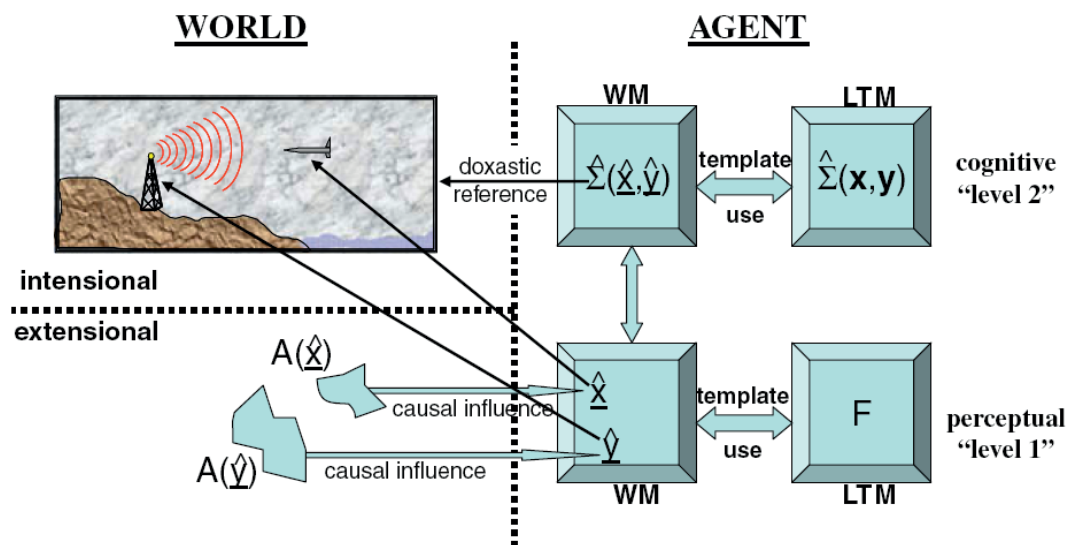 WORLD
AGENT
WM
LTM
doxastic
reference
Σ̂(x̲̂,ŷ̲)
template
use
Σ̂(x,y)
cognitive
“level 2”
intensional
extensional
A(x̲̂)
causal influence
x̲̂
ŷ̲
A(ŷ̲)
causal influence
template
use
F
perceptual
“level 1”
WM
LTM